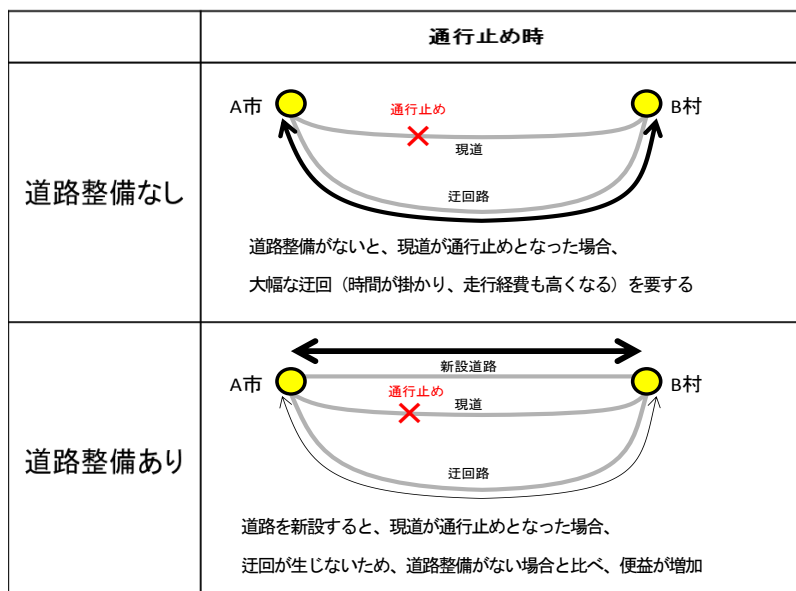 通行止め時
道路整備なし
A市
通行止め
B村
現道
迂回路
道路整備がないと、現道が通行止めとなった場合、
大幅な迂回（時間が掛かり、走行経費も高くなる）を要する
道路整備あり
新設道路
A市
通行止め
B村
現道
迂回路
道路を新設すると、現道が通行止めとなった場合、
迂回が生じないため、道路整備がない場合と比べ、便益が増加